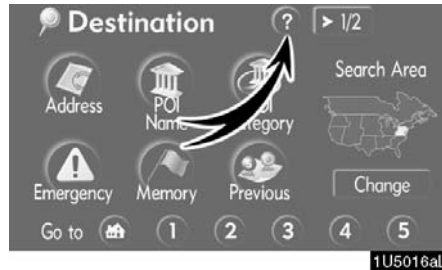 Destination ? > 1/2
Search Area
Address POI Name POI Category
Emergency Memory Previous Change
Go to 1 2 3 4 5
1U5016aL